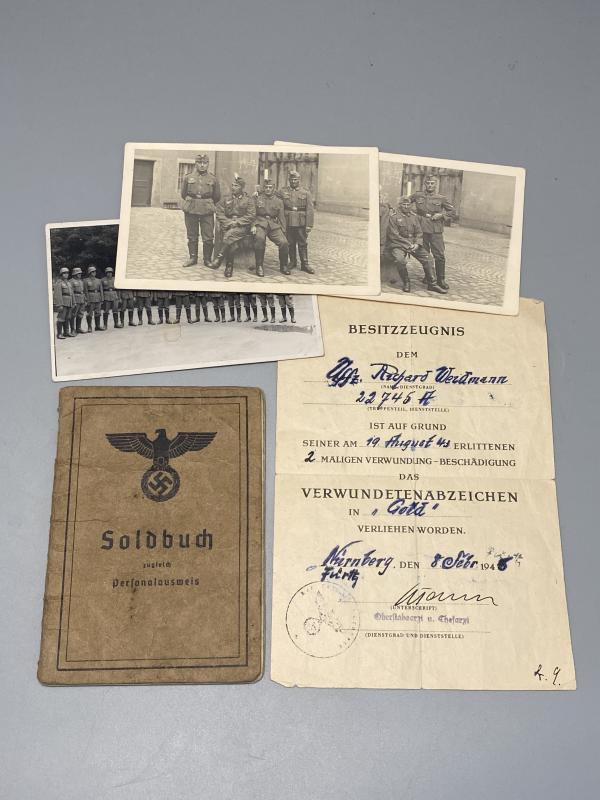 BESITZZEUGNIS
DEM
Uffz. Richard Weidmann
(NAME, DIENSTGRAD)
22746 A
(TRUPPENTEIL, DIENSTSTELLE)
IST AUF GRUND
SEINER AM 19 August 43 ERLITTENEN
2 MALIGEN VERWUNDUNG-BESCHÄDIGUNG
DAS
VERWUNDETENABZEICHEN
IN „Gold"
VERLIEHEN WORDEN.
Nürnberg, DEN 8 Febr. 194
Fürth
(UNTERSCHRIFT)
Oberstabsarzt u. Chefarzt
(DIENSTGRAD UND DIENSTSTELLE)
Soldbuch
zugleich
Personalausweis